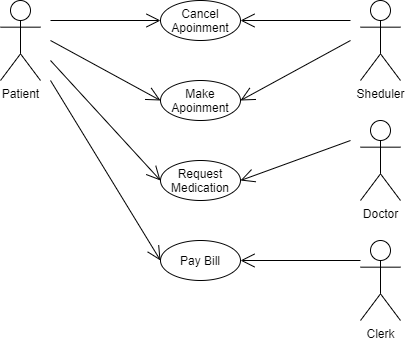 Cancel
Apoinment
Patient
Make
Apoinment
Sheduler
Request
Medication
Doctor
Pay Bill
Clerk